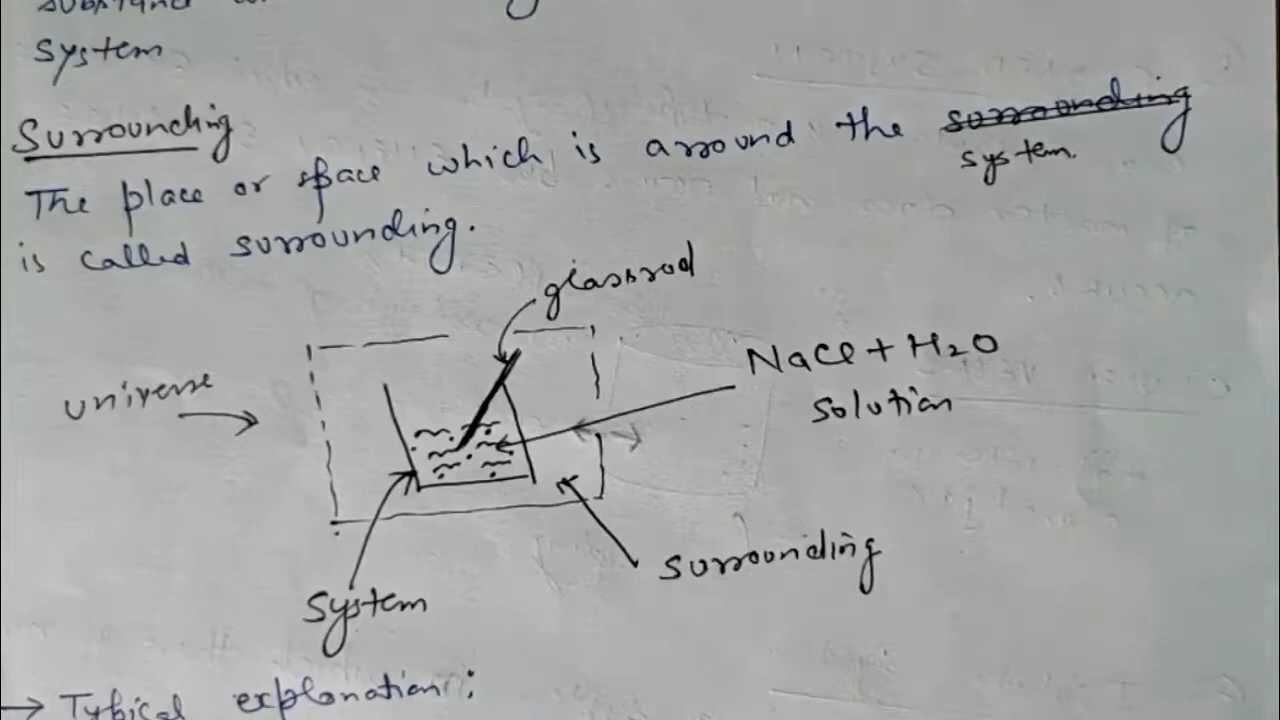 system
Surrounding
The place or space which is arround the surrounding
system.
is called surrounding.
glassrod
universe
NaCl + H2O
solution
surrounding
system
→ Typical explanation: